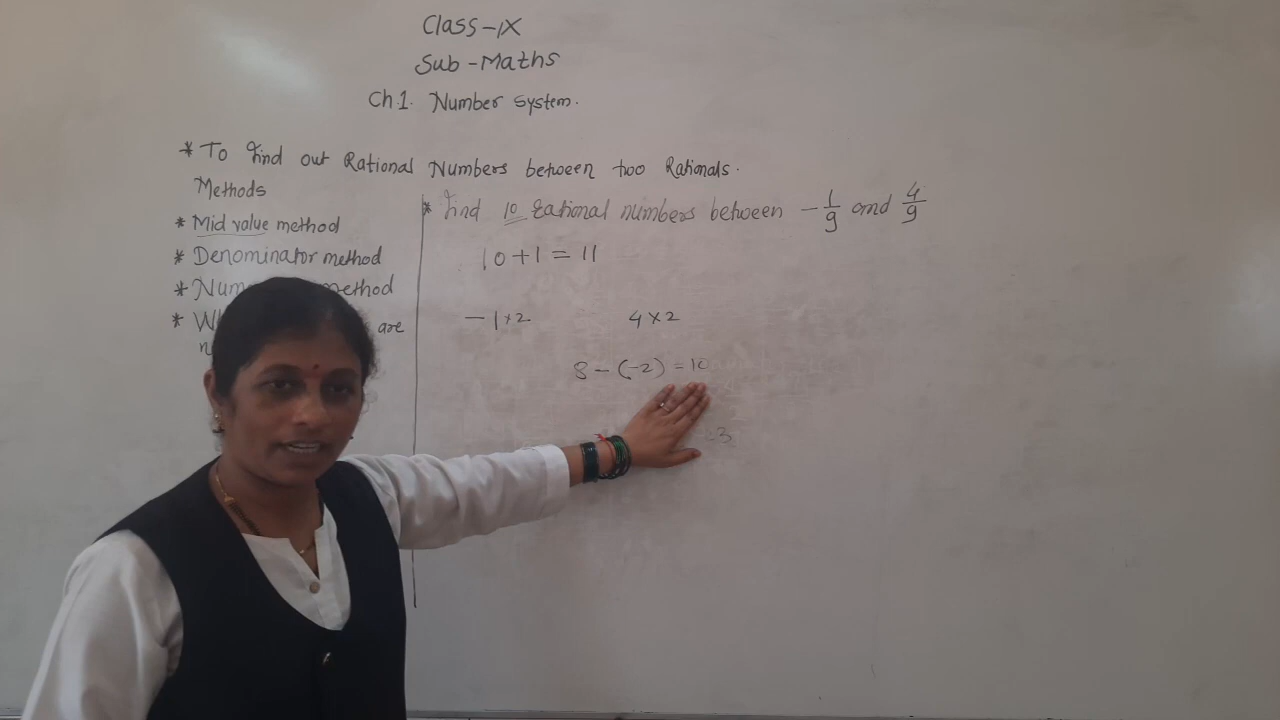 Class-IX
Sub-Maths
Ch.1. Number System.
* To find out Rational Numbers between two Rationals.
Methods
* Mid value method
* Denominator method
* method
* are
* find 10 rational numbers between -1/9 and 4/9
10+1=11
-1×2 4×2
8-(-2)=10